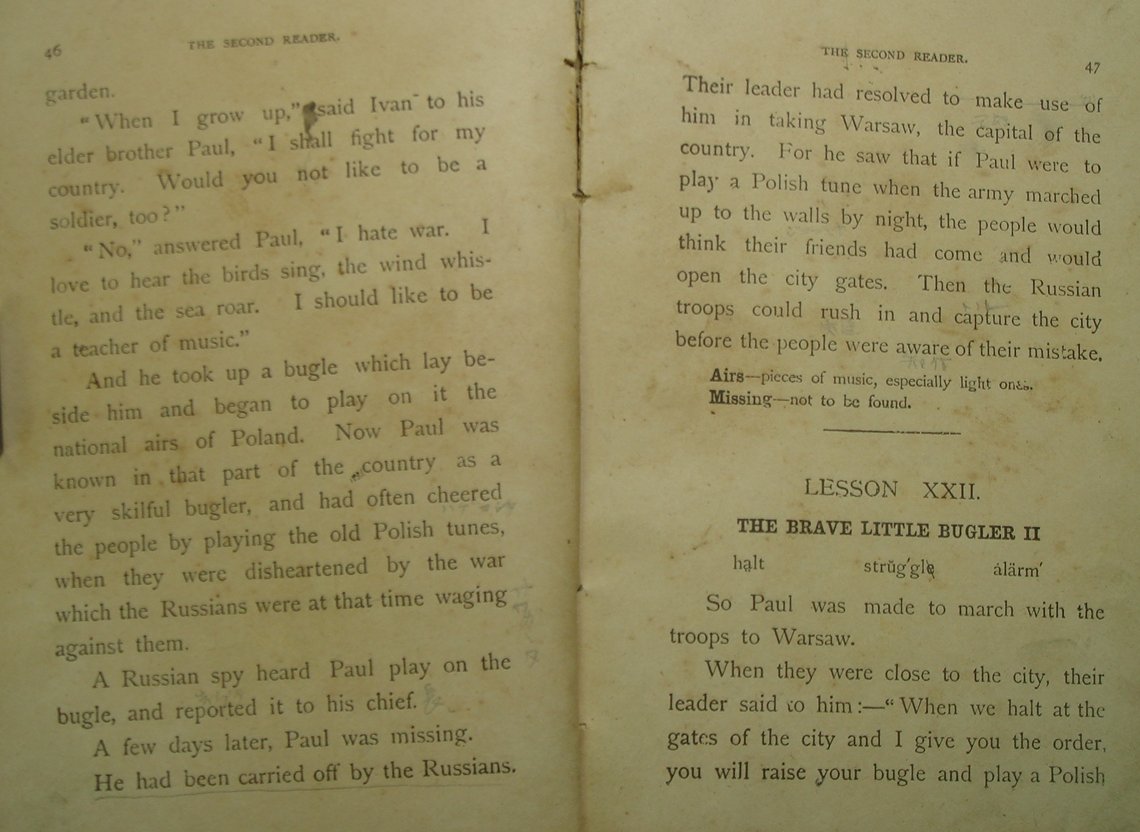 46
THE SECOND READER.
garden.
“When I grow up,” said Ivan to his
elder brother Paul, “I shall fight for my
country. Would you not like to be a
soldier, too?”
“No,” answered Paul, “I hate war. I
love to hear the birds sing, the wind whis-
tle, and the sea roar. I should like to be
a teacher of music.”
And he took up a bugle which lay be-
side him and began to play on it the
national airs of Poland. Now Paul was
known in that part of the country as a
very skilful bugler, and had often cheered
the people by playing the old Polish tunes,
when they were disheartened by the war
which the Russians were at that time waging
against them.
A Russian spy heard Paul play on the
bugle, and reported it to his chief.
A few days later, Paul was missing.
He had been carried off by the Russians.
THE SECOND READER.
47
Their leader had resolved to make use of
him in taking Warsaw, the capital of the
country. For he saw that if Paul were to
play a Polish tune when the army marched
up to the walls by night, the people would
think their friends had come and would
open the city gates. Then the Russian
troops could rush in and capture the city
before the people were aware of their mistake.
Airs—pieces of music, especially light ones.
Missing—not to be found.
LESSON XXII.
THE BRAVE LITTLE BUGLER II
hạlt strŭg′glę ȧlärm′
So Paul was made to march with the
troops to Warsaw.
When they were close to the city, their
leader said to him:—“When we halt at the
gates of the city and I give you the order,
you will raise your bugle and play a Polish